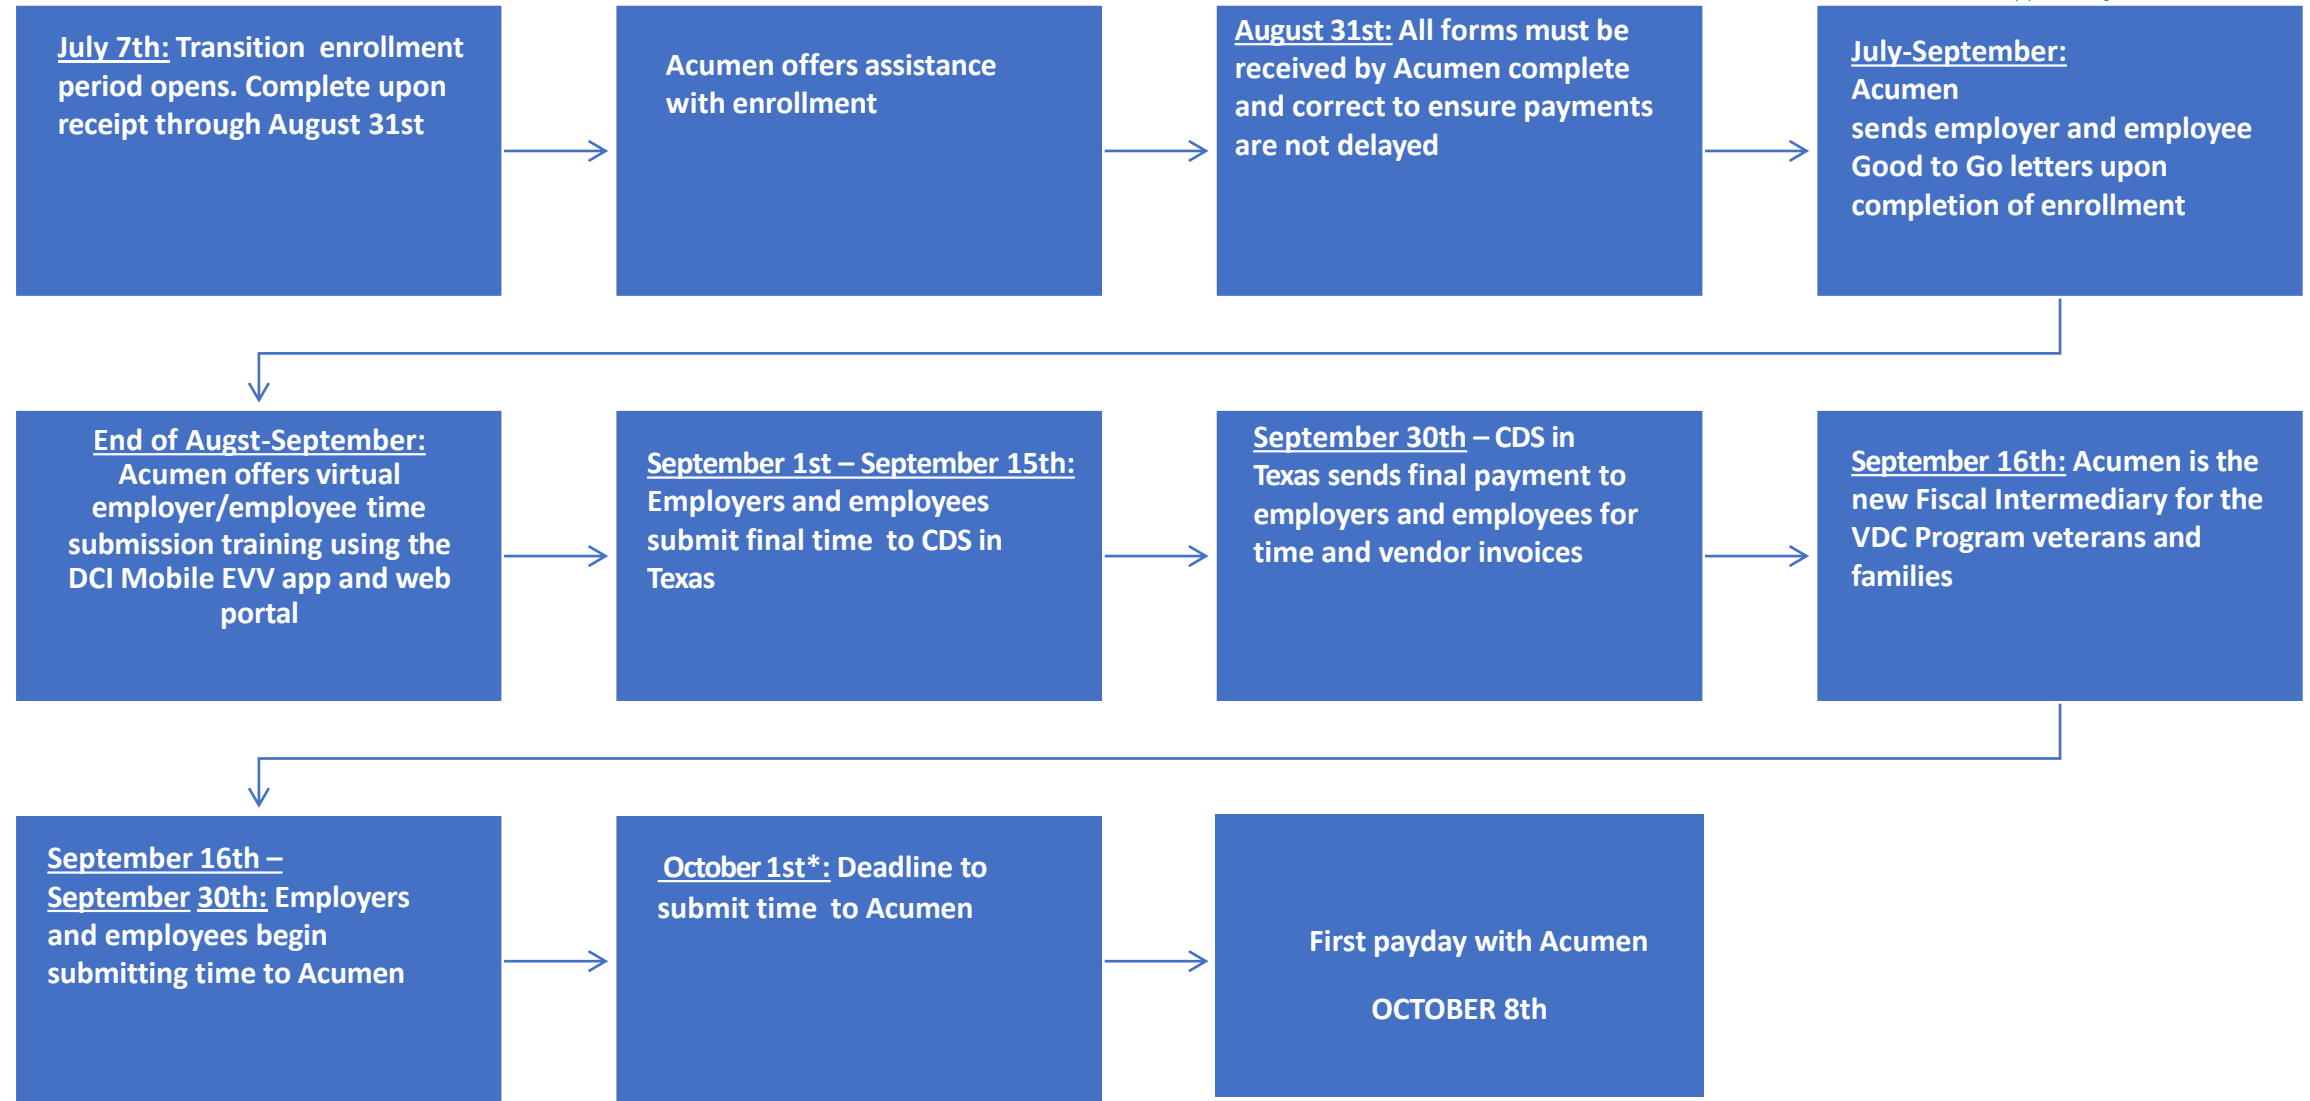 July 7th: Transition enrollment
period opens. Complete upon
receipt through August 31st
Acumen offers assistance
with enrollment
August 31st: All forms must be
received by Acumen complete
and correct to ensure payments
are not delayed
July-September:
Acumen
sends employer and employee
Good to Go letters upon
completion of enrollment
End of Augst-September:
Acumen offers virtual
employer/employee time
submission training using the
DCI Mobile EVV app and web
portal
September 1st – September 15th:
Employers and employees
submit final time to CDS in
Texas
September 30th – CDS in
Texas sends final payment to
employers and employees for
time and vendor invoices
September 16th: Acumen is the
new Fiscal Intermediary for the
VDC Program veterans and
families
September 16th –
September 30th: Employers
and employees begin
submitting time to Acumen
October 1st*: Deadline to
submit time to Acumen
First payday with Acumen
OCTOBER 8th